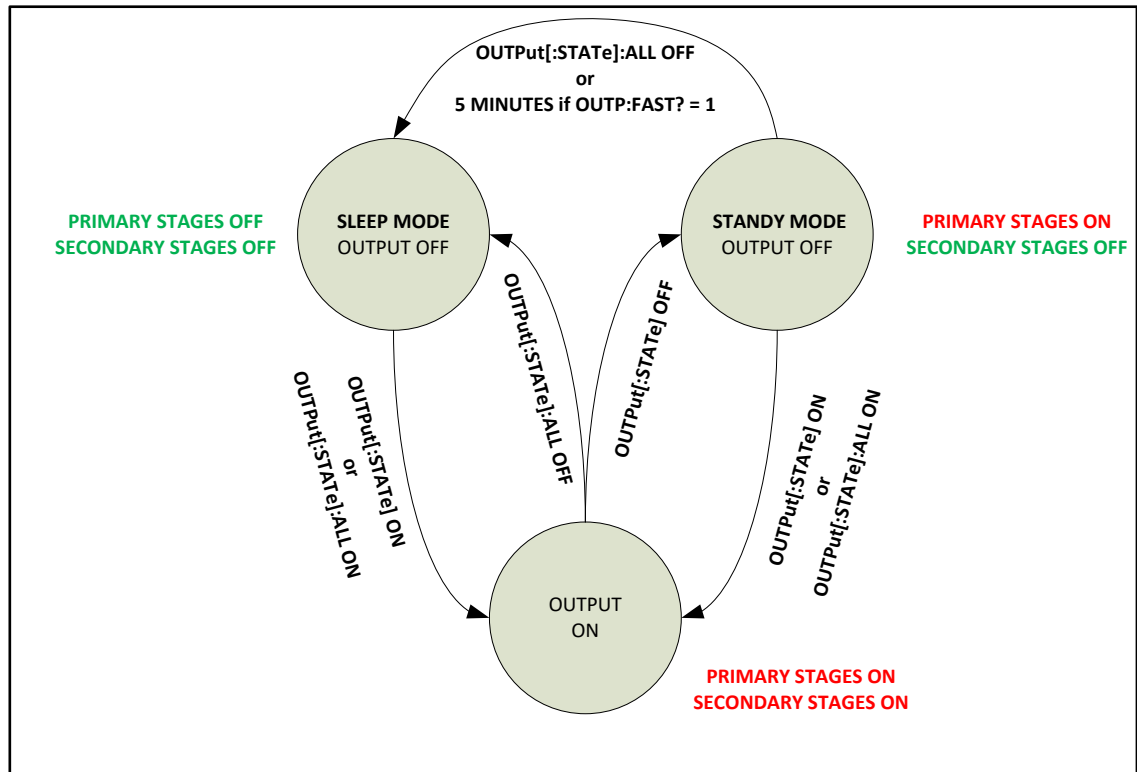 OUTPut[:STATe]:ALL OFF
or
5 MINUTES if OUTP:FAST? = 1
PRIMARY STAGES OFF
SECONDARY STAGES OFF
SLEEP MODE
OUTPUT OFF
STANDY MODE
OUTPUT OFF
PRIMARY STAGES ON
SECONDARY STAGES OFF
OUTPut[:STATe] ON
or
OUTPut[:STATe]:ALL ON
OUTPut[:STATe]:ALL OFF
OUTPut[:STATe] OFF
OUTPut[:STATe] ON
or
OUTPut[:STATe]:ALL ON
OUTPUT
ON
PRIMARY STAGES ON
SECONDARY STAGES ON